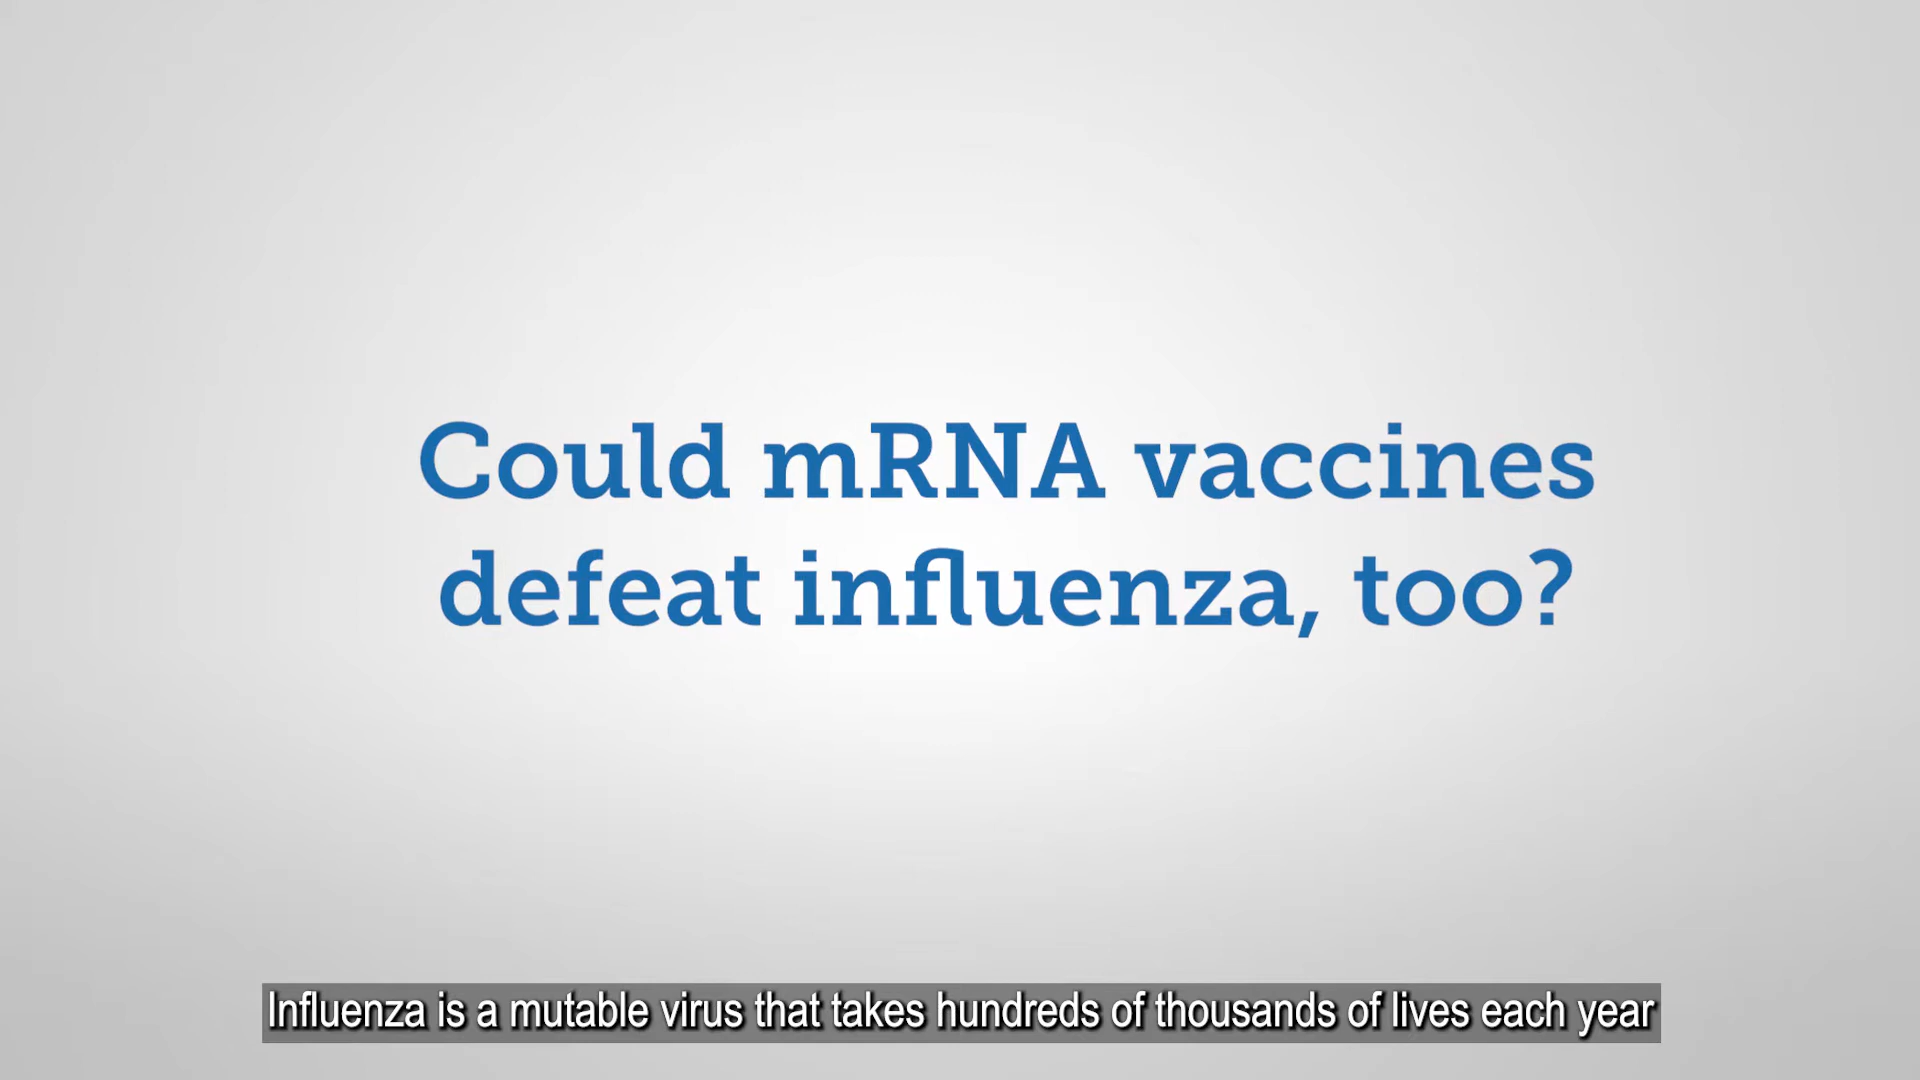 Could mRNA vaccines
defeat influenza, too?
Influenza is a mutable virus that takes hundreds of thousands of lives each year